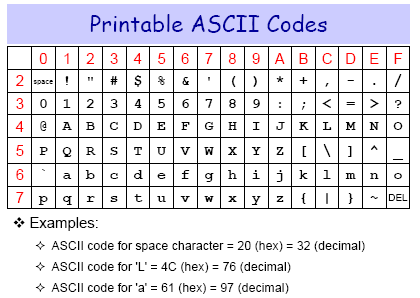 Printable ASCII Codes
0 1 2 3 4 5 6 7 8 9 A B C D E F
2 space ! " # $ % & ' ( ) * + , - . /
3 0 1 2 3 4 5 6 7 8 9 : ; < = > ?
4 @ A B C D E F G H I J K L M N O
5 P Q R S T U V W X Y Z [ \ ] ^ _
6 ` a b c d e f g h i j k l m n o
7 p q r s t u v w x y z { | } ~ DEL
❖ Examples:
✧ ASCII code for space character = 20 (hex) = 32 (decimal)
✧ ASCII code for 'L' = 4C (hex) = 76 (decimal)
✧ ASCII code for 'a' = 61 (hex) = 97 (decimal)